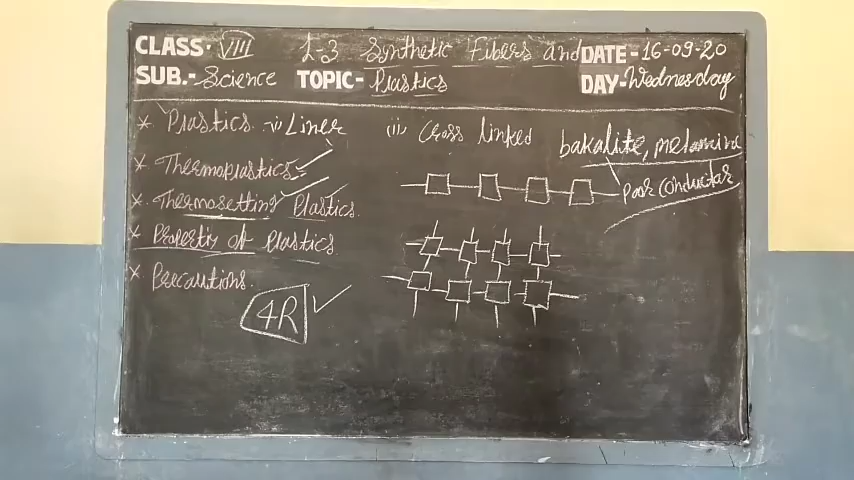 CLASS- VIII L-3 Synthetic Fibers and DATE - 16-09-20
SUB.- Science TOPIC- Plastics DAY- Wednesday
* Plastics (i) Liner (ii) Cross linked bakalite, melamine
* Thermoplastics
Poor conductor
* Thermosetting Plastics
* Property of Plastics
* Precautions
4R